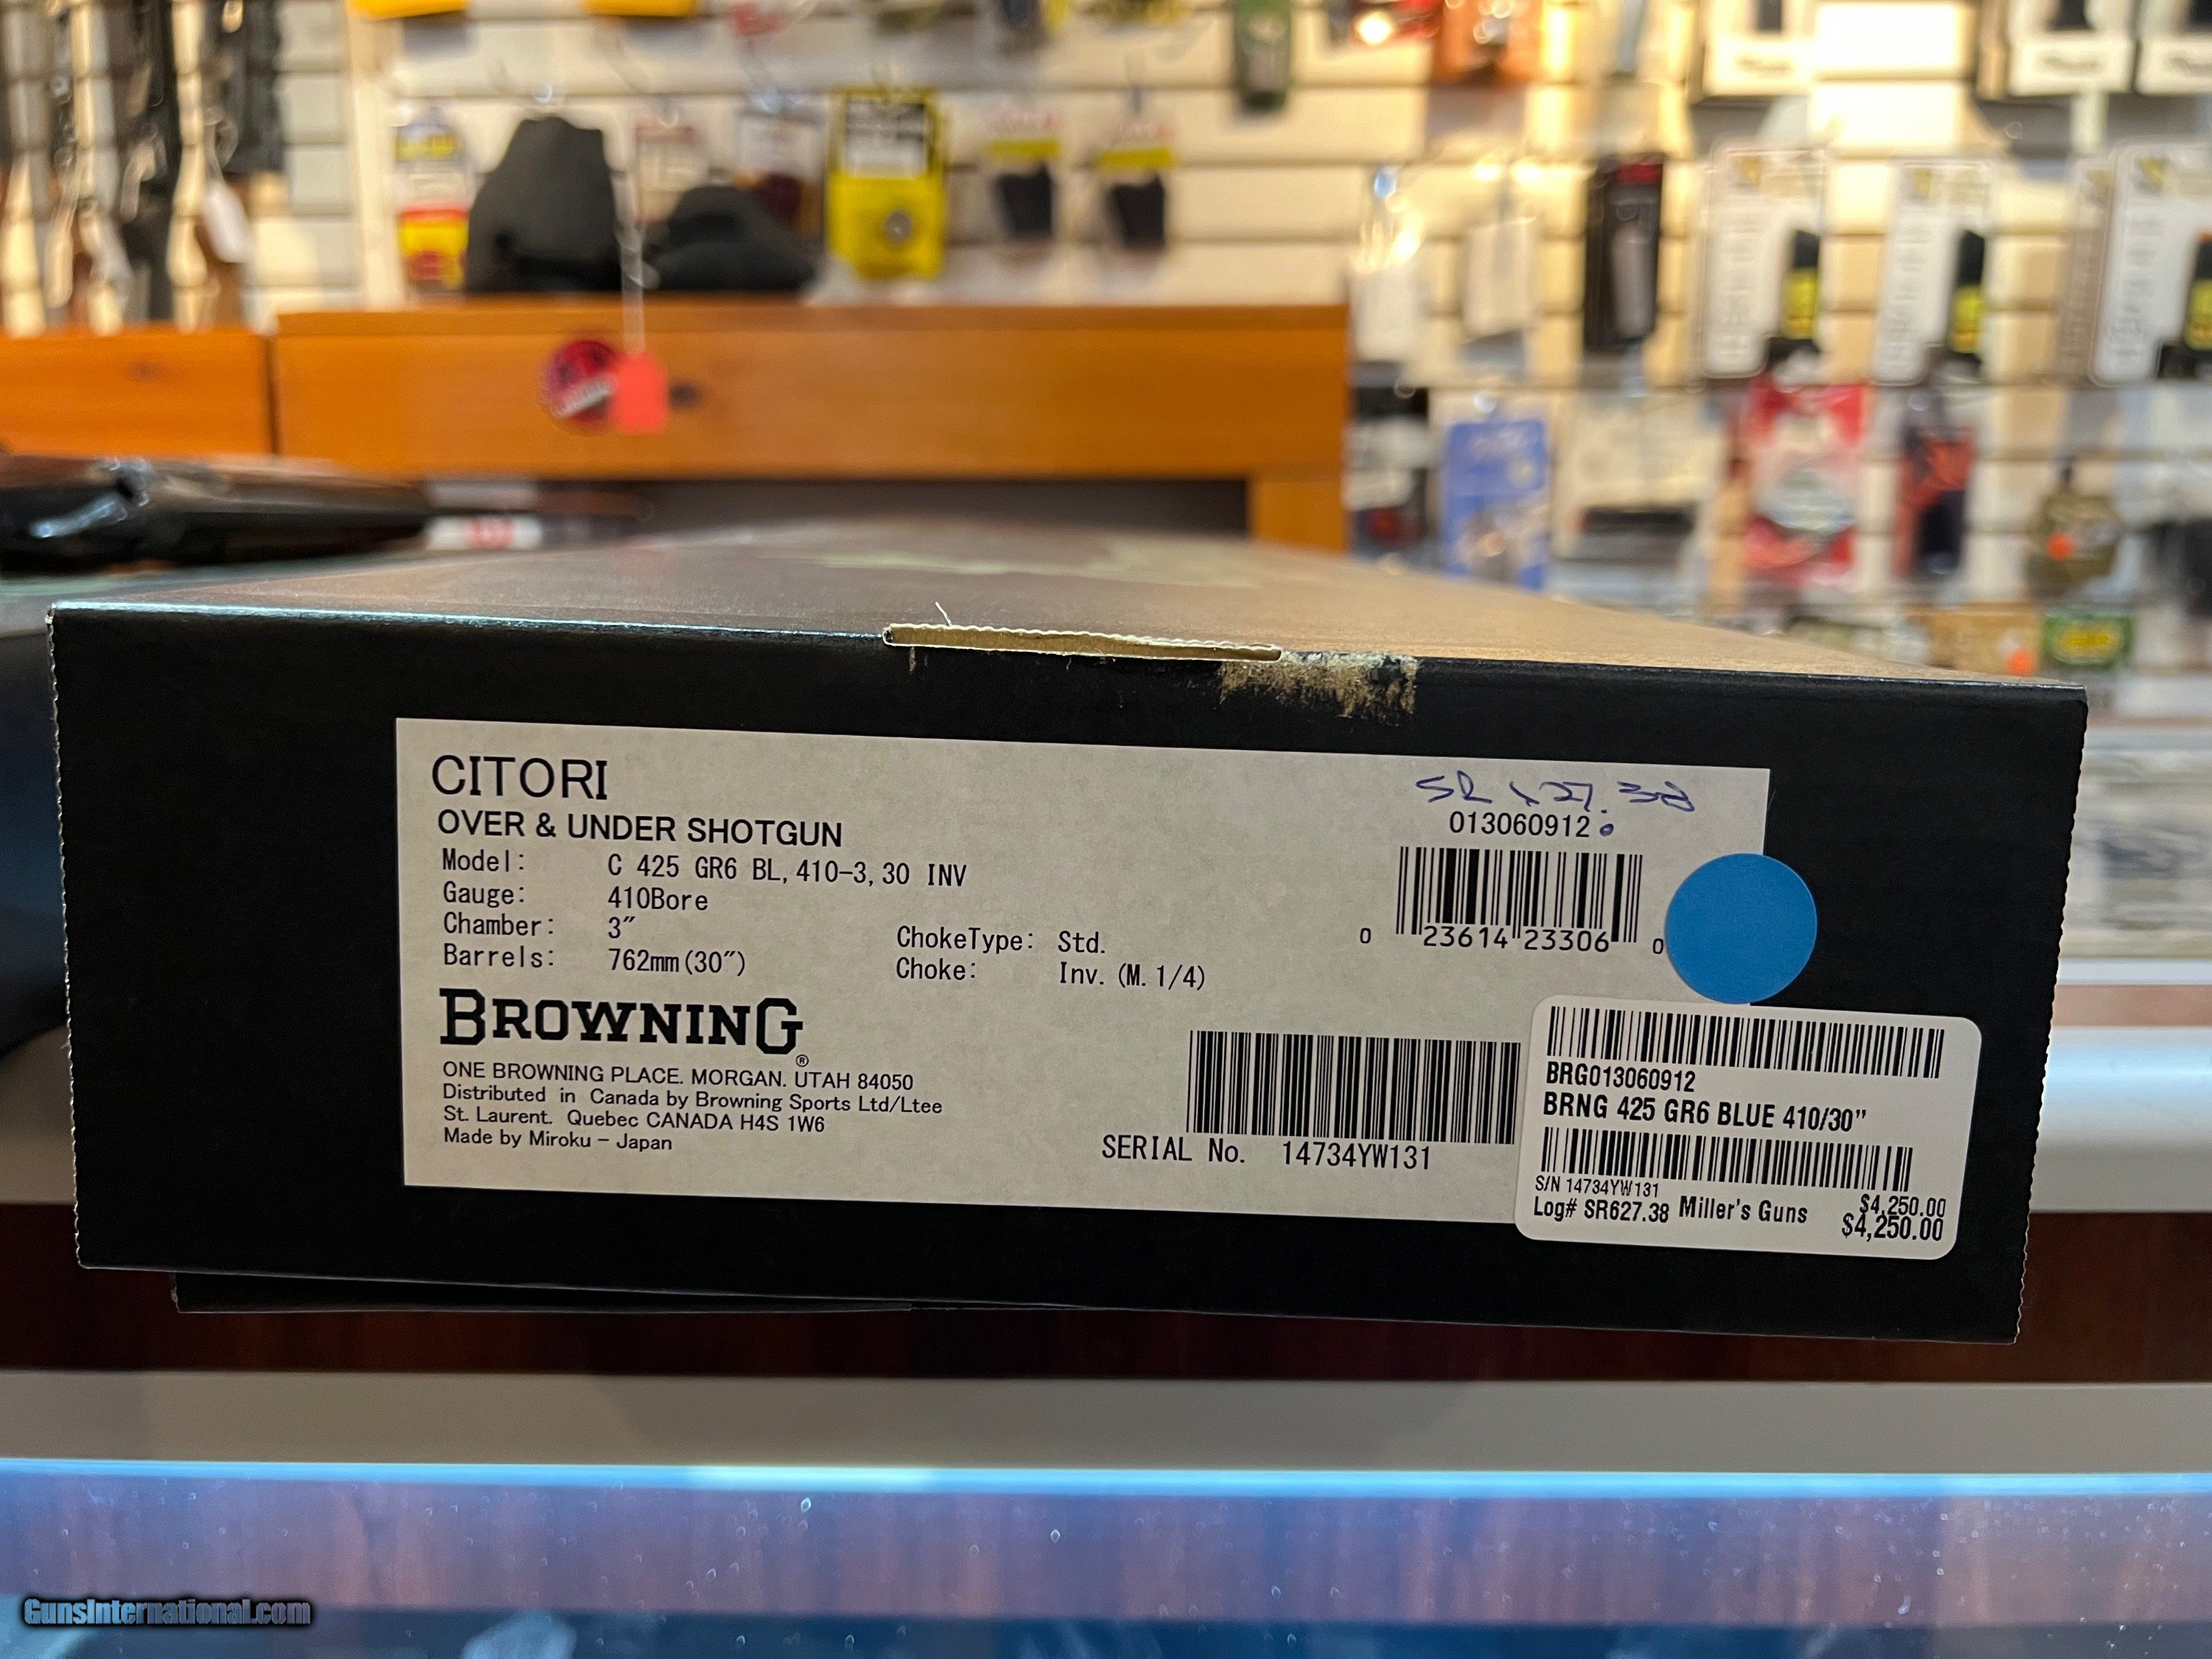 CITORI
OVER & UNDER SHOTGUN
Model: C 425 GR6 BL, 410-3, 30 INV
Gauge: 410Bore
Chamber: 3″
Barrels: 762mm(30″)
ChokeType: Std.
Choke: Inv. (M. 1/4)
BROWNING®
ONE BROWNING PLACE. MORGAN. UTAH 84050
Distributed in Canada by Browning Sports Ltd/Ltee
St. Laurent. Quebec CANADA H4S 1W6
Made by Miroku - Japan
SR 627.38
013060912
0 23614 23306 0
SERIAL No. 14734YW131
BRG013060912
BRNG 425 GR6 BLUE 410/30"
S/N 14734YW131
$4,250.00
Log# SR627.38 Miller's Guns $4,250.00
GunsInternational.com